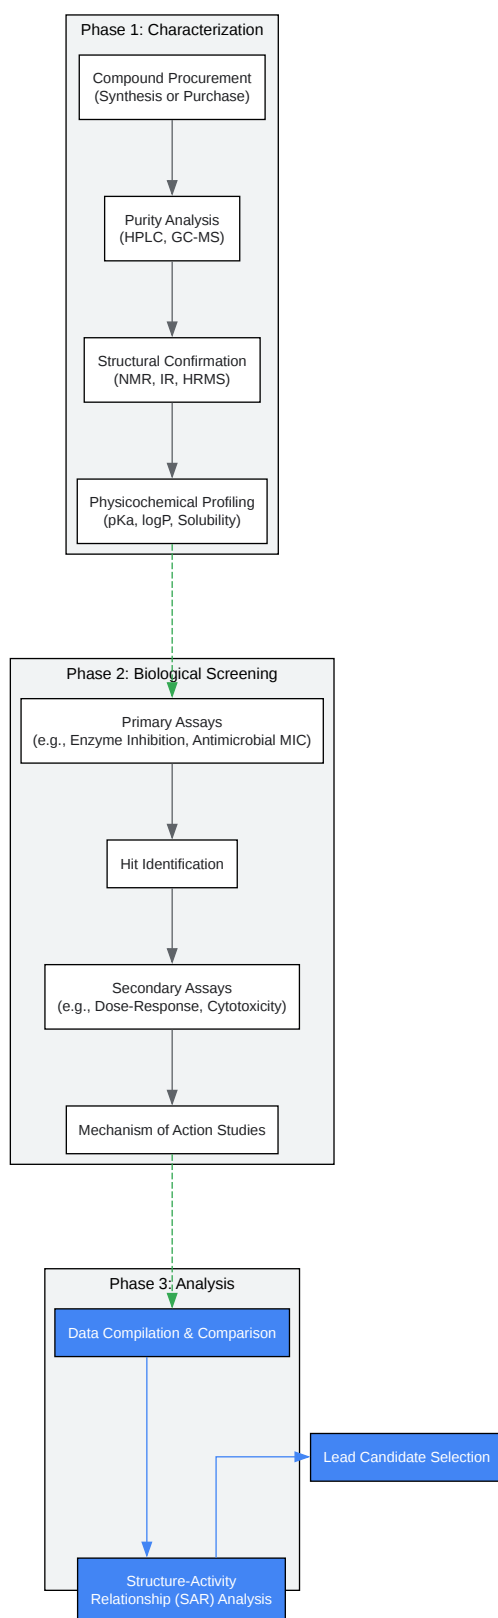 Phase 1: Characterization
Compound Procurement
(Synthesis or Purchase)
Purity Analysis
(HPLC, GC-MS)
Structural Confirmation
(NMR, IR, HRMS)
Physicochemical Profiling
(pKa, logP, Solubility)
Phase 2: Biological Screening
Primary Assays
(e.g., Enzyme Inhibition, Antimicrobial MIC)
Hit Identification
Secondary Assays
(e.g., Dose-Response, Cytotoxicity)
Mechanism of Action Studies
Phase 3: Analysis
Data Compilation & Comparison
Lead Candidate Selection
Structure-Activity
Relationship (SAR) Analysis